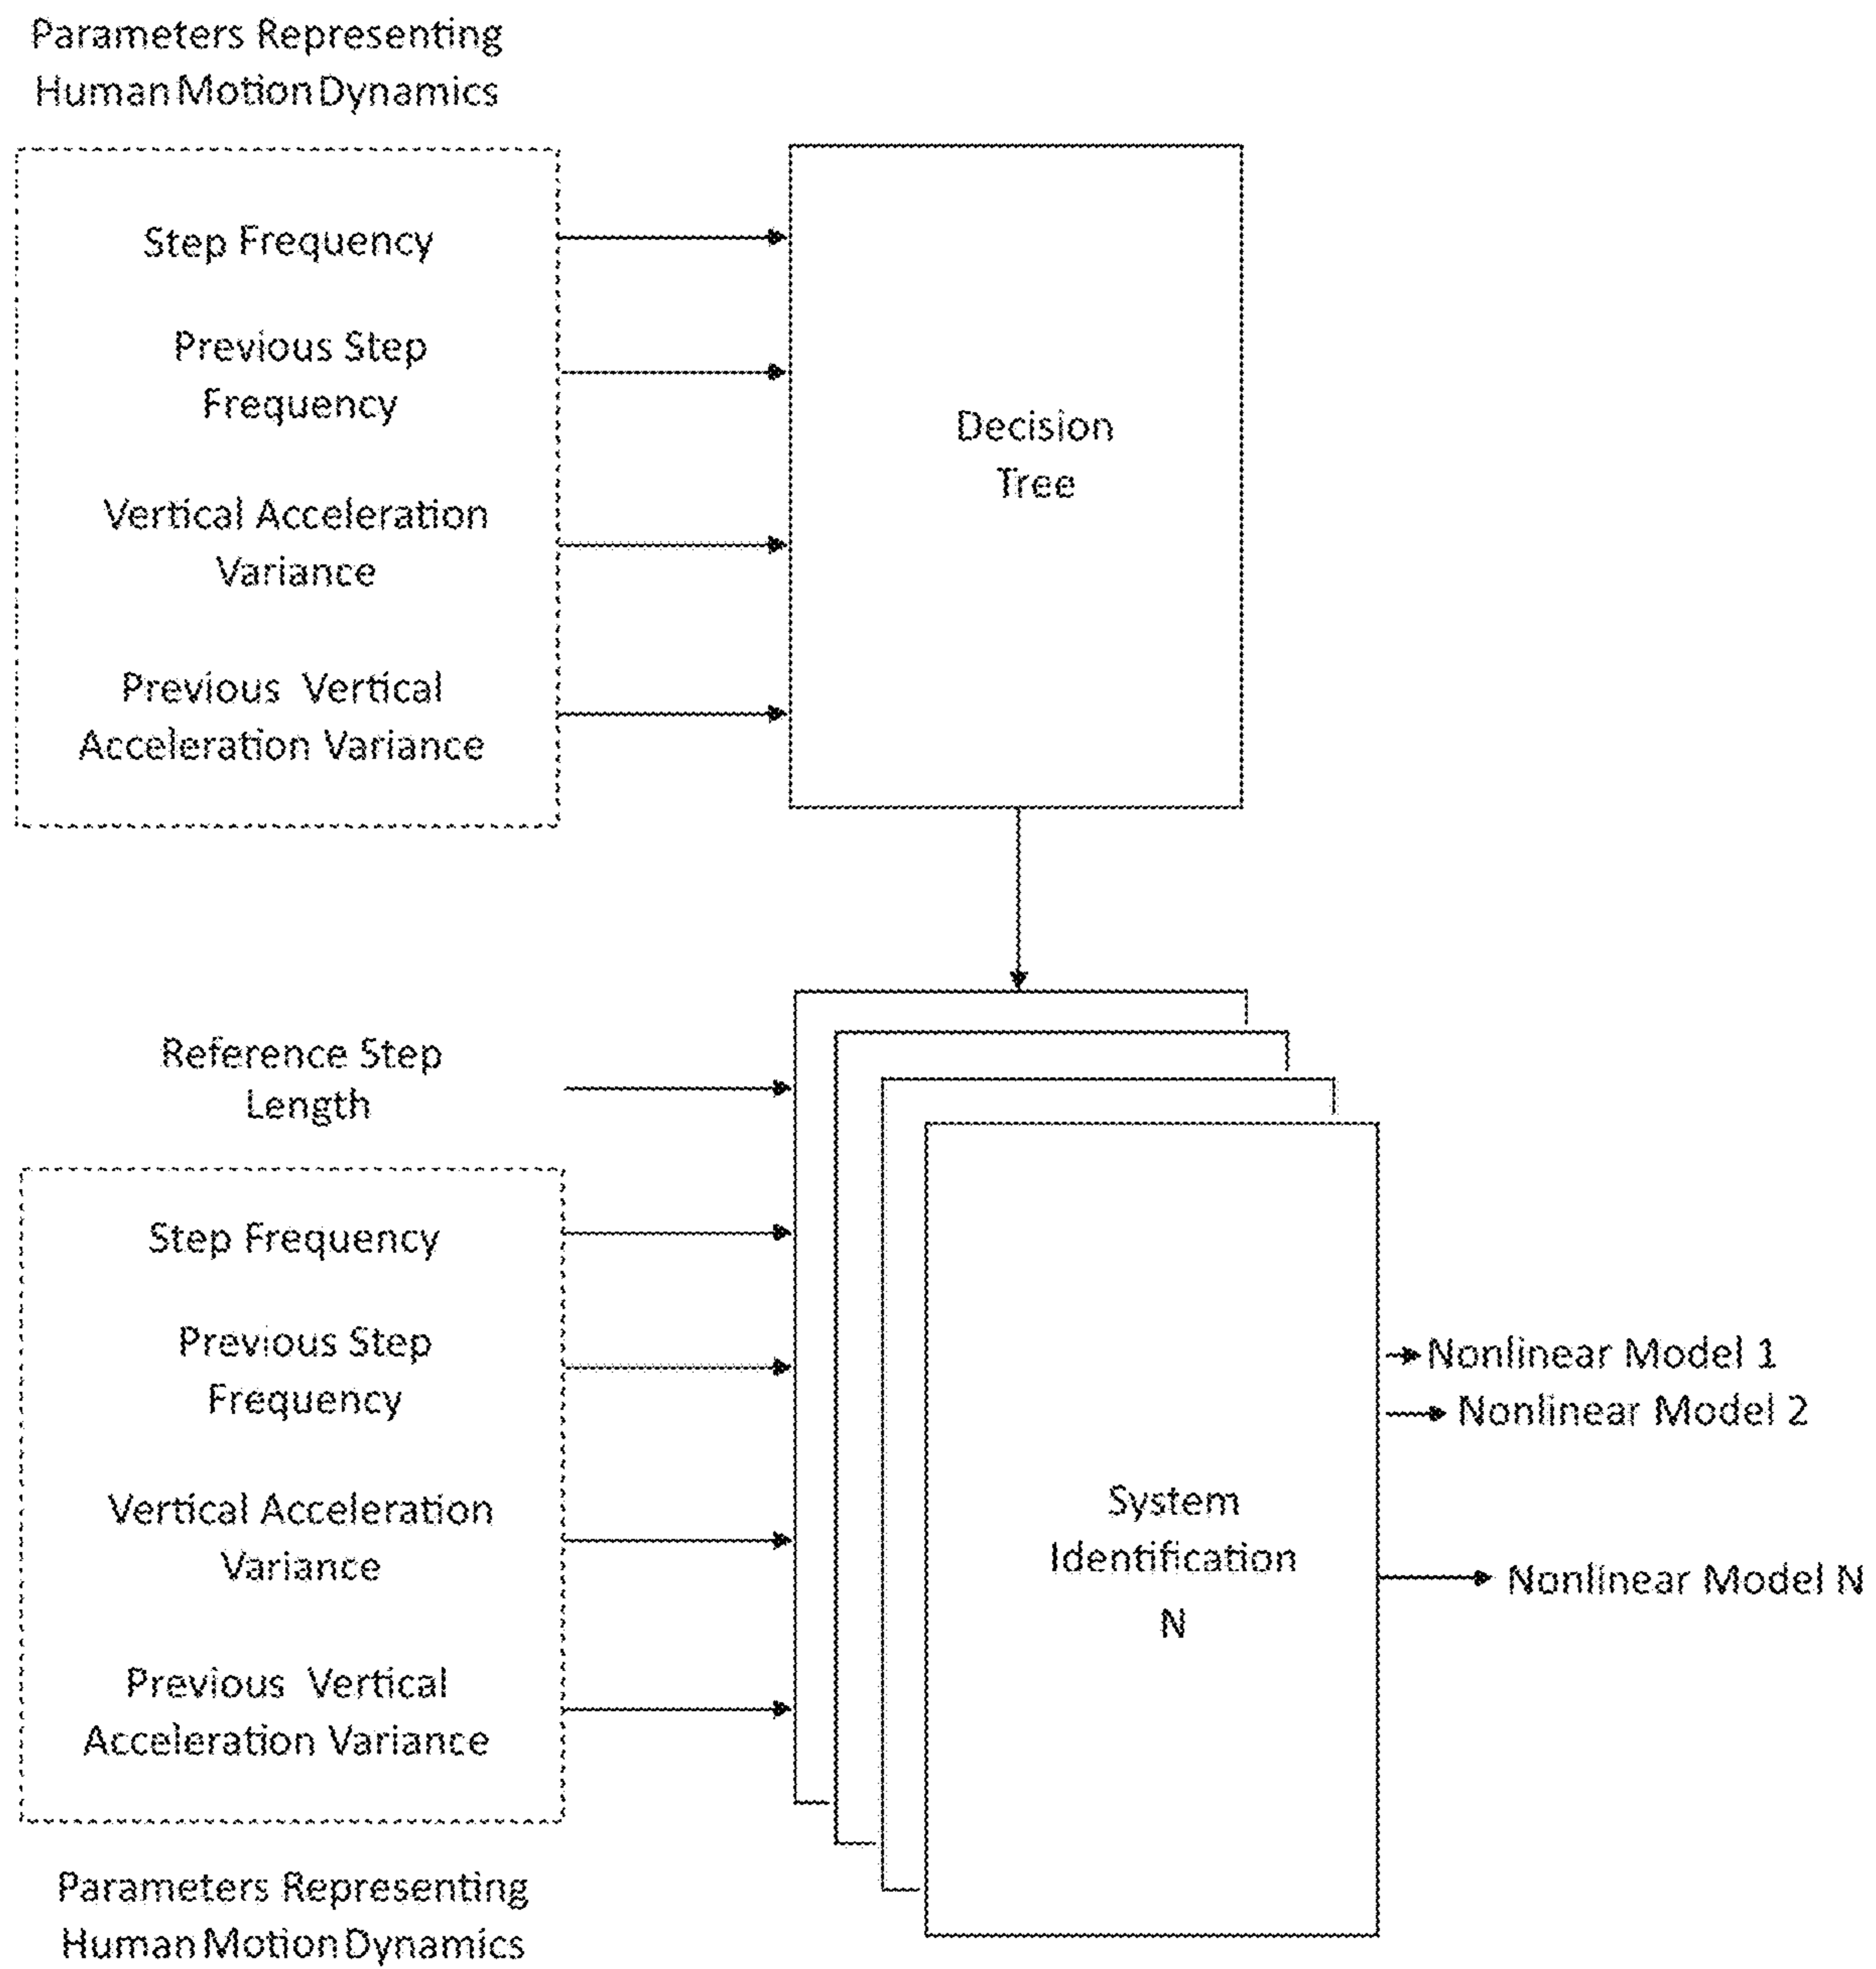 Parameters Representing
Human Motion Dynamics
Step Frequency
Previous Step
Frequency
Vertical Acceleration
Variance
Previous Vertical
Acceleration Variance
Decision
Tree
Reference Step
Length
Step Frequency
Previous Step
Frequency
Vertical Acceleration
Variance
Previous Vertical
Acceleration Variance
Parameters Representing
Human Motion Dynamics
System
Identification
N
Nonlinear Model 1
Nonlinear Model 2
Nonlinear Model N